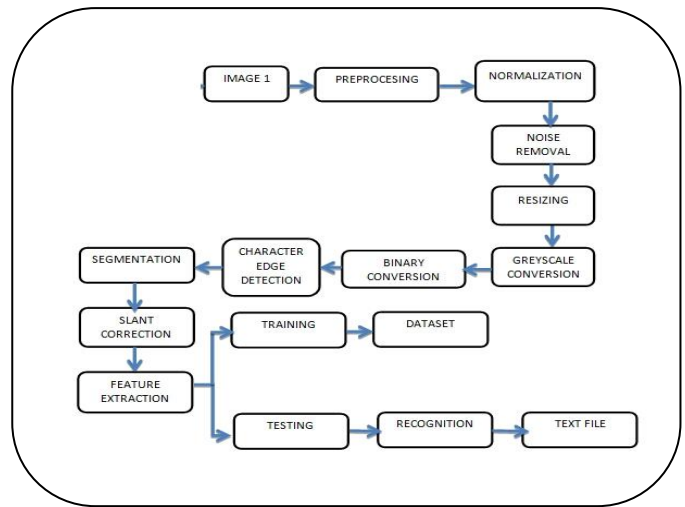 IMAGE 1
PREPROCESING
NORMALIZATION
NOISE
REMOVAL
RESIZING
GREYSCALE
CONVERSION
BINARY
CONVERSION
CHARACTER
EDGE
DETECTION
SEGMENTATION
SLANT
CORRECTION
FEATURE
EXTRACTION
TRAINING
DATASET
TESTING
RECOGNITION
TEXT FILE